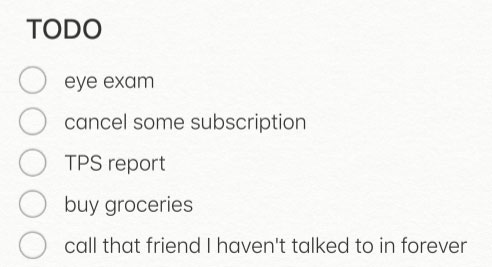 TODO
eye exam
cancel some subscription
TPS report
buy groceries
call that friend I haven't talked to in forever